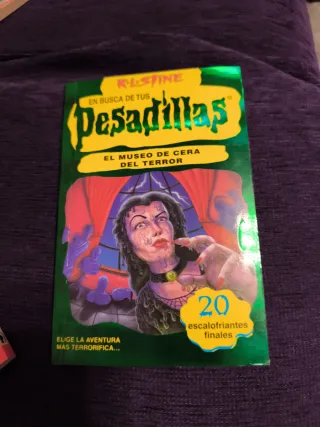 R.L. STINE
EN BUSCA DE TUS
Pesadillas
EL MUSEO DE CERA
DEL TERROR
20
escalofriantes
finales
ELIGE LA AVENTURA
MÁS TERRORÍFICA...